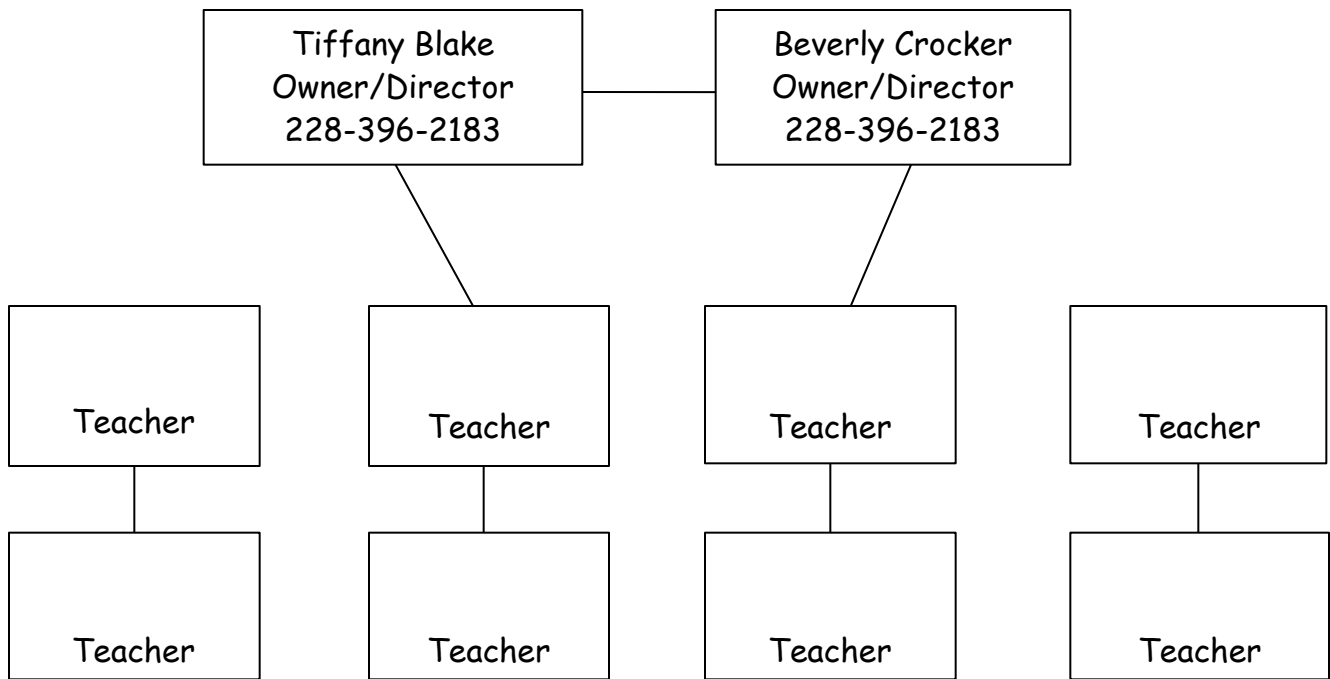 Tiffany Blake
Owner/Director
228-396-2183
Beverly Crocker
Owner/Director
228-396-2183
Teacher
Teacher
Teacher
Teacher
Teacher
Teacher
Teacher
Teacher